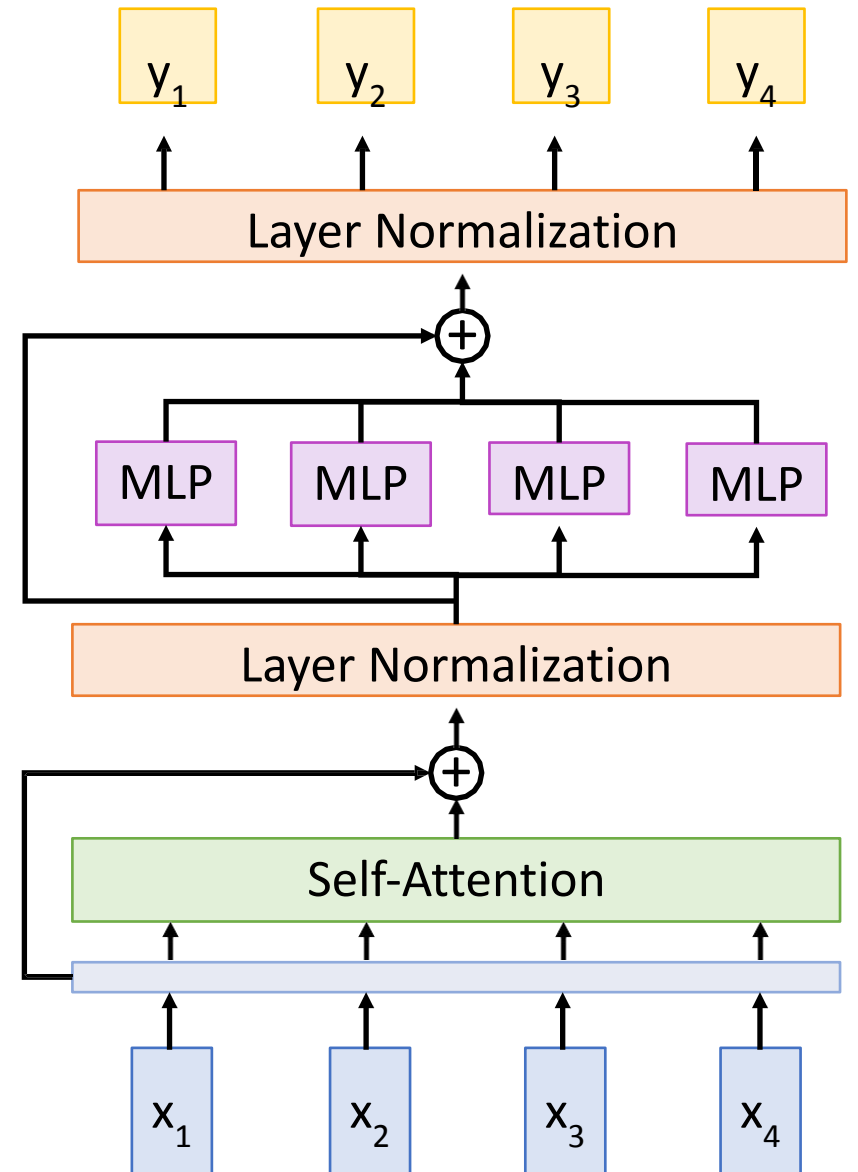 y1 y2 y3 y4
Layer Normalization
+
MLP MLP MLP MLP
Layer Normalization
+
Self-Attention
x1 x2 x3 x4